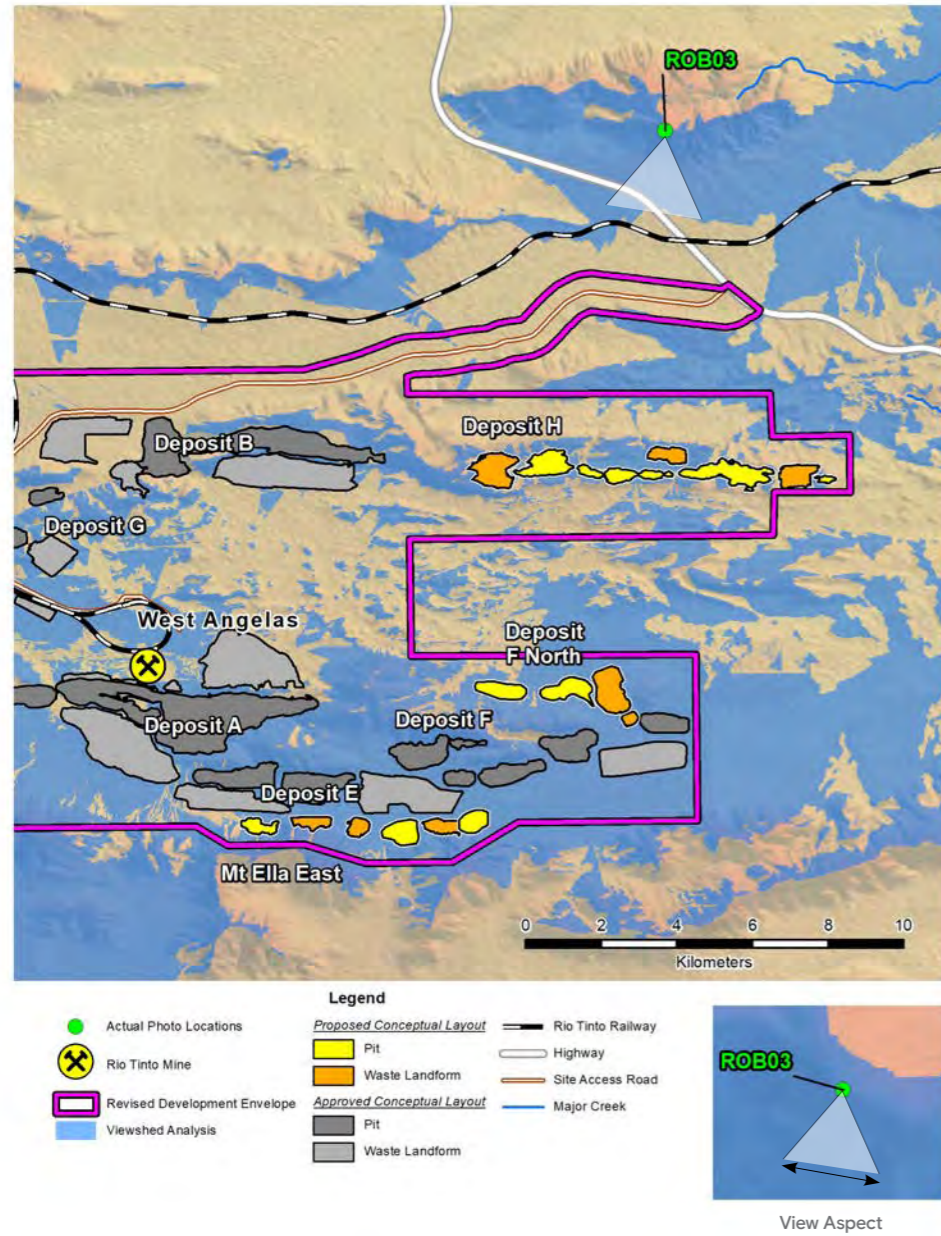 ROB03
Deposit H
Deposit B
Deposit G
West Angelas
Deposit
F North
Deposit F
Deposit A
Deposit E
Mt Ella East
0 2 4 6 8 10
Kilometers
Legend
Actual Photo Locations
Rio Tinto Mine
Revised Development Envelope
Viewshed Analysis
Proposed Conceptual Layout
Pit
Waste Landform
Approved Conceptual Layout
Pit
Waste Landform
Rio Tinto Railway
Highway
Site Access Road
Major Creek
ROB03
View Aspect